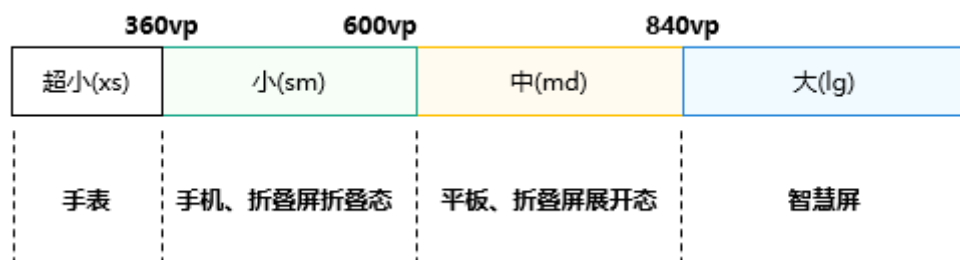 360vp 600vp 840vp
超小(xs) 小(sm) 中(md) 大(lg)
手表 手机、折叠屏折叠态 平板、折叠屏展开态 智慧屏